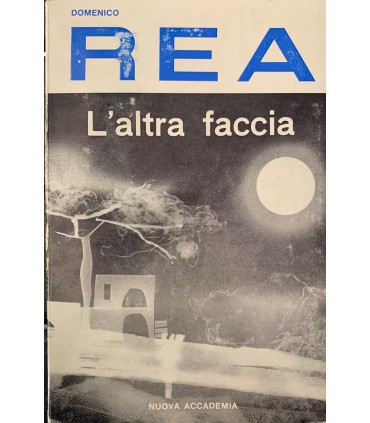 DOMENICO
REA
L'altra faccia
NUOVA ACCADEMIA